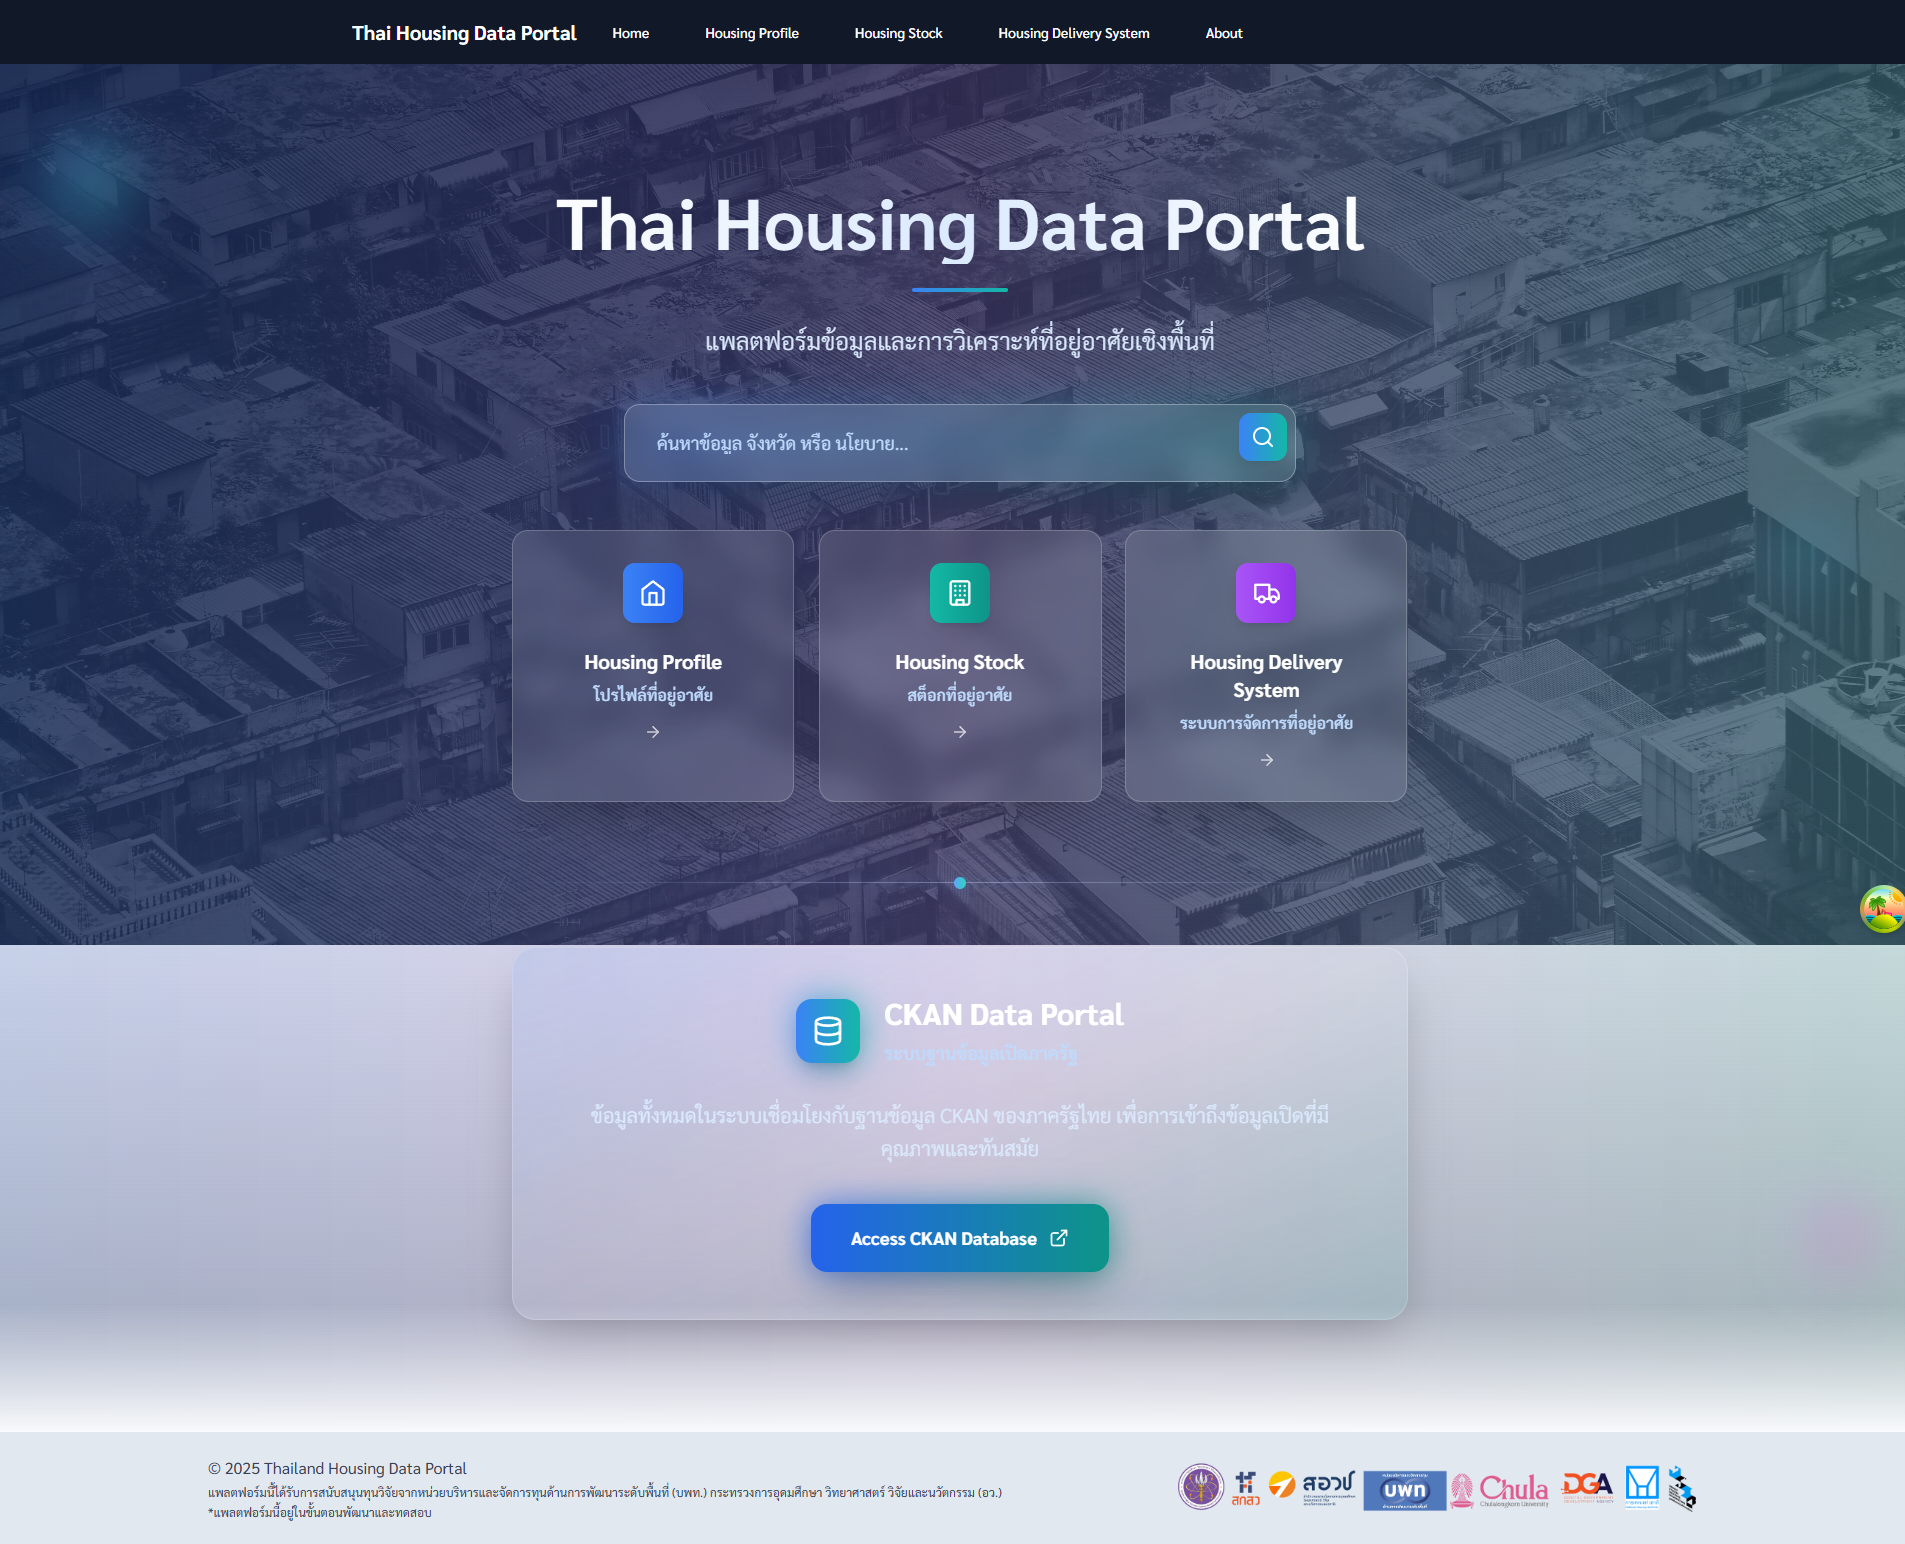 Thai Housing Data Portal
Home
Housing Profile
Housing Stock
Housing Delivery System
About
Thai Housing Data Portal
แพลตฟอร์มข้อมูลและการวิเคราะห์ที่อยู่อาศัยเชิงพื้นที่
ค้นหาข้อมูล จังหวัด หรือ นโยบาย...
Housing Profile
โปรไฟล์ที่อยู่อาศัย
Housing Stock
สต็อกที่อยู่อาศัย
Housing Delivery
System
ระบบการจัดการที่อยู่อาศัย
CKAN Data Portal
ระบบฐานข้อมูลเปิดภาครัฐ
ข้อมูลทั้งหมดในระบบเชื่อมโยงกับฐานข้อมูล CKAN ของภาครัฐไทย เพื่อการเข้าถึงข้อมูลเปิดที่มี
คุณภาพและทันสมัย
Access CKAN Database
© 2025 Thailand Housing Data Portal
แพลตฟอร์มนี้ได้รับการสนับสนุนทุนวิจัยจากหน่วยบริหารและจัดการทุนด้านการพัฒนาระดับพื้นที่ (บพท.) กระทรวงการอุดมศึกษา วิทยาศาสตร์ วิจัยและนวัตกรรม (อว.)
*แพลตฟอร์มนี้อยู่ในขั้นตอนพัฒนาและทดสอบ
สกสว
สอวช
บพท
Chula
Chulalongkorn University
DGA